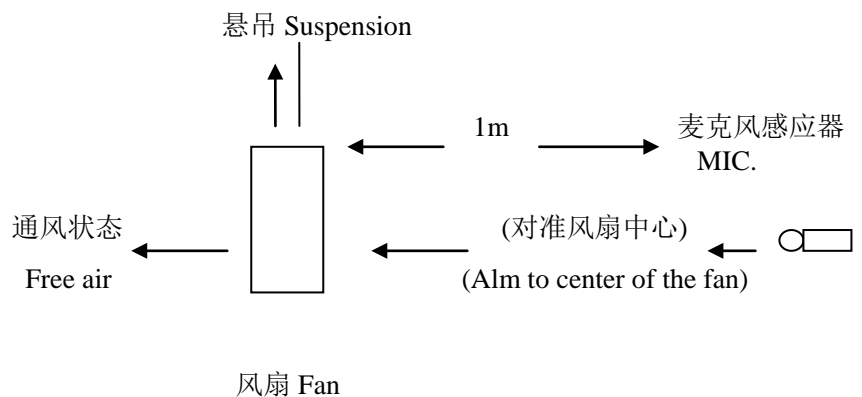 悬吊 Suspension
1m
麦克风感应器
MIC.
通风状态
Free air
(对准风扇中心)
(Alm to center of the fan)
风扇 Fan